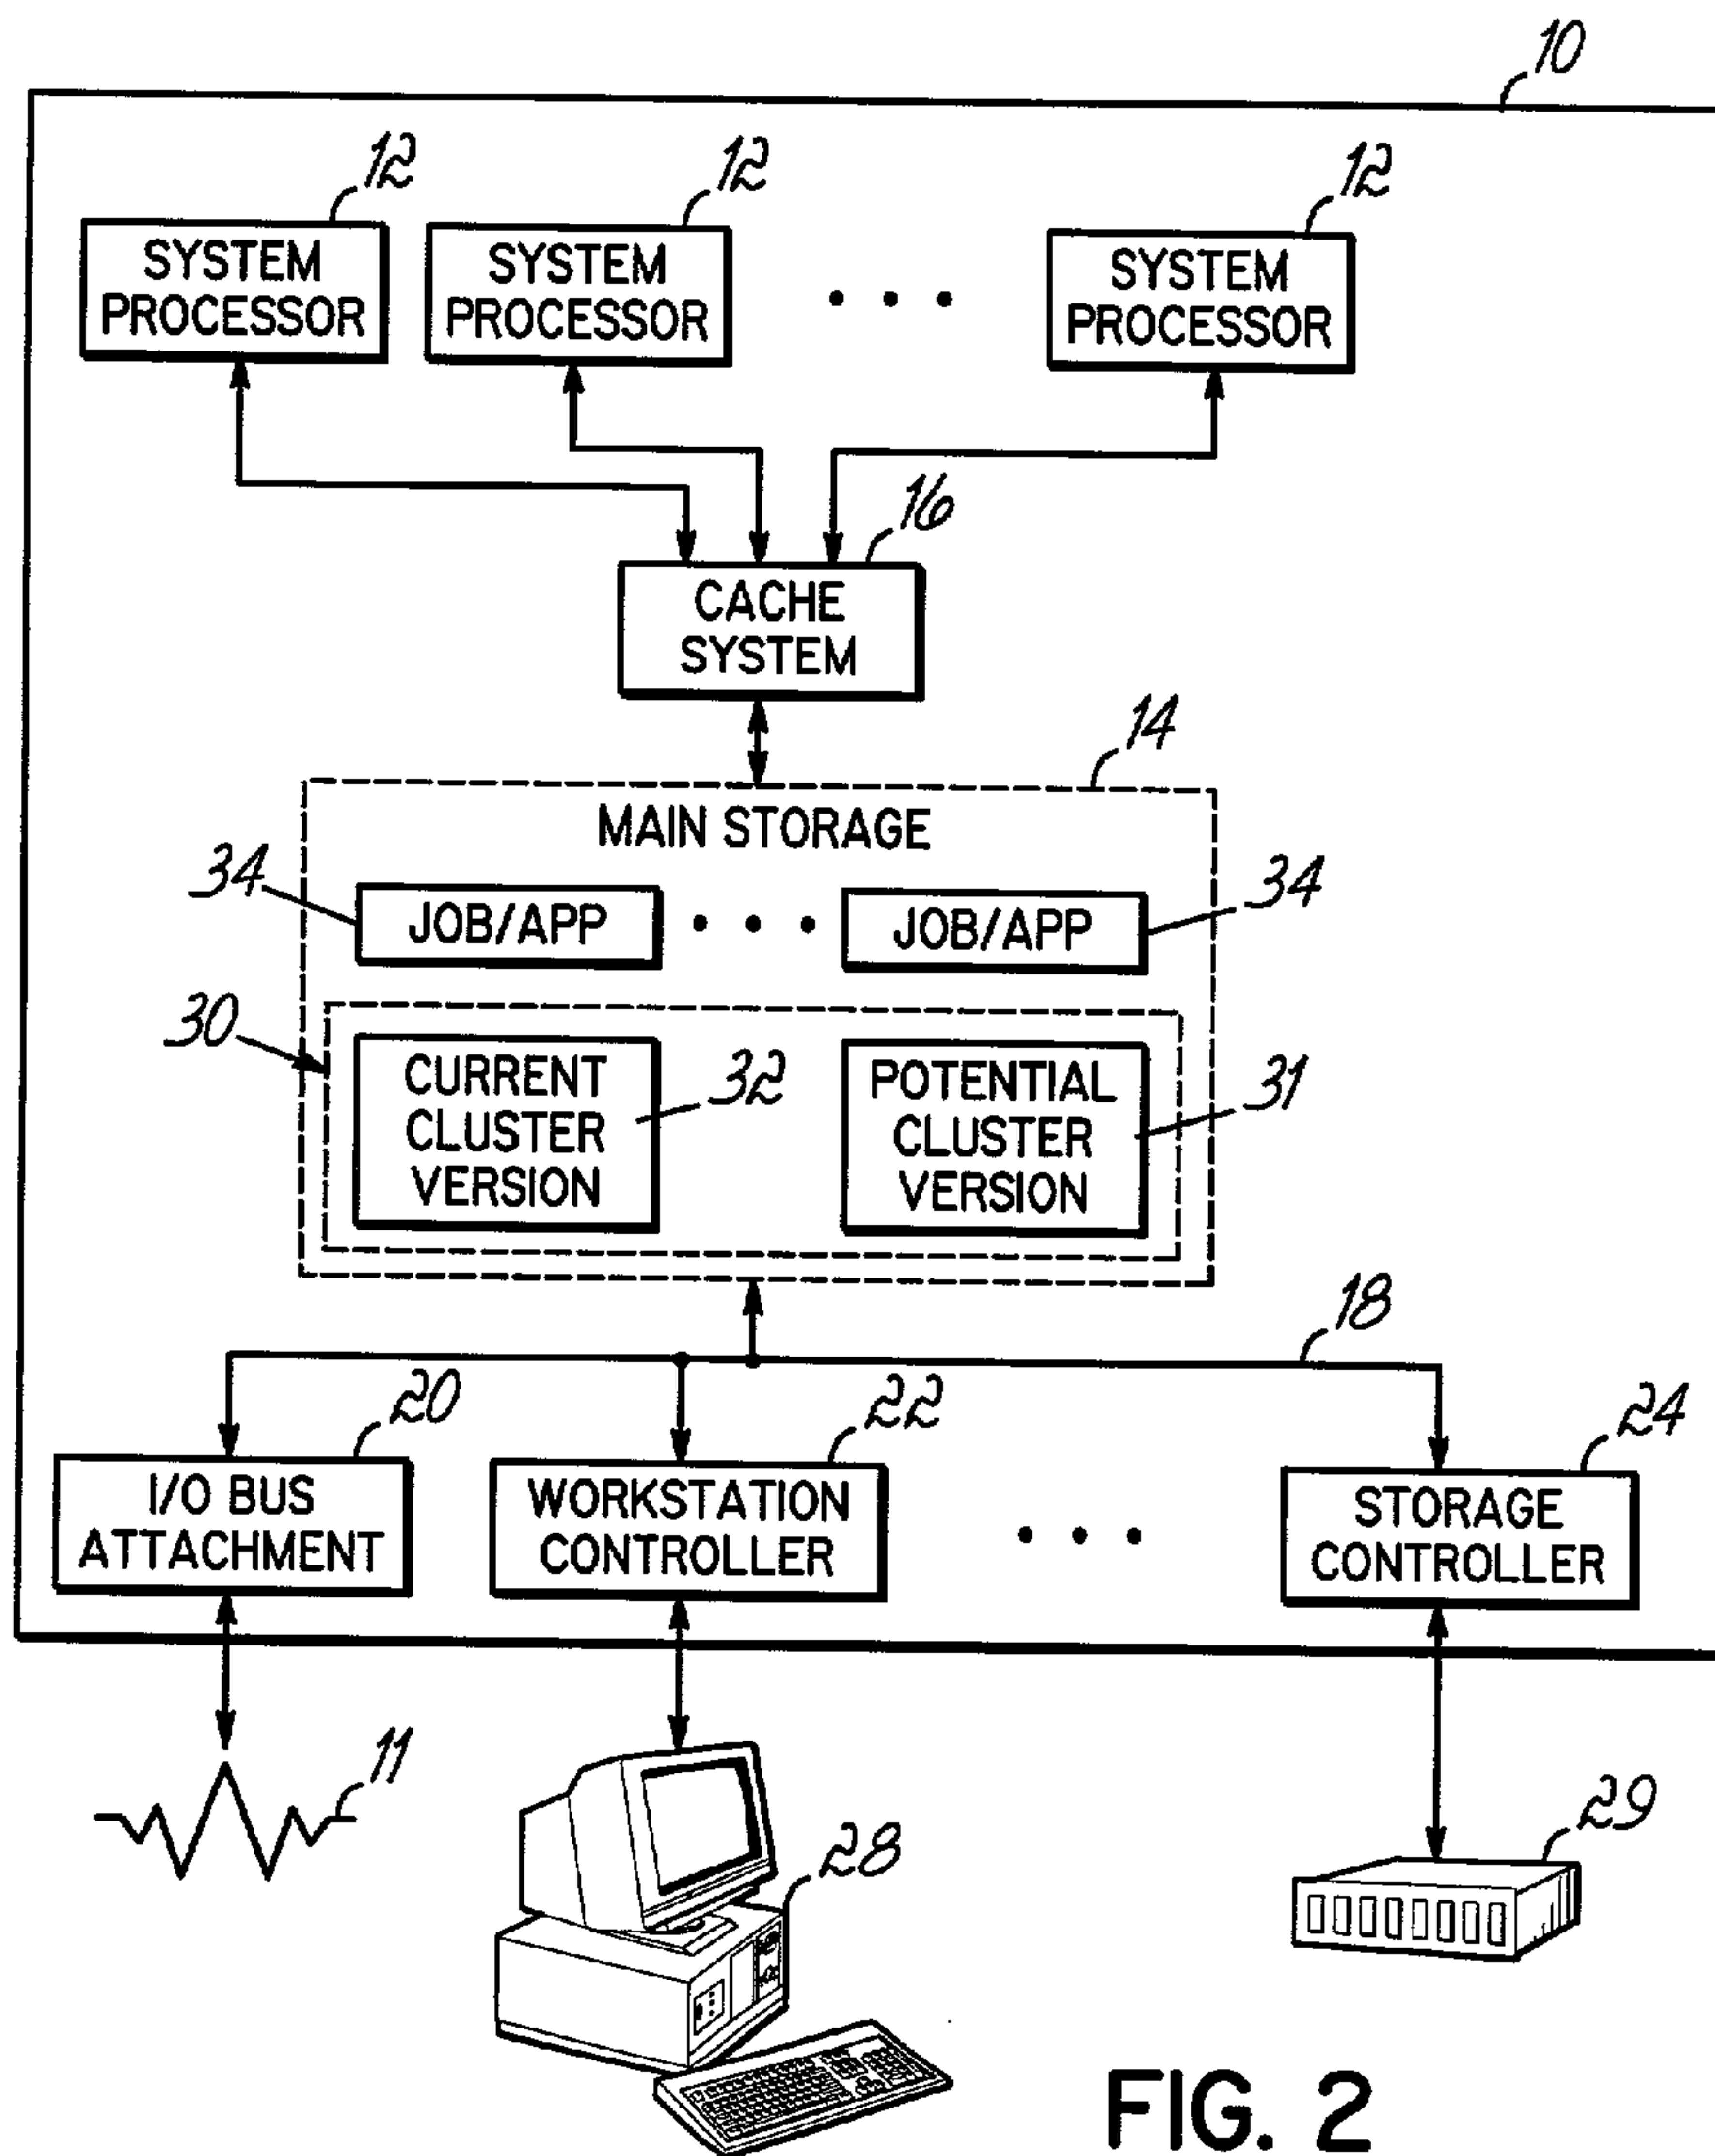 10
12
12
12
SYSTEM
PROCESSOR
SYSTEM
PROCESSOR
SYSTEM
PROCESSOR
16
CACHE
SYSTEM
14
MAIN STORAGE
34
JOB/APP
JOB/APP
34
30
CURRENT
CLUSTER
VERSION
32
POTENTIAL
CLUSTER
VERSION
31
18
20
22
24
I/O BUS
ATTACHMENT
WORKSTATION
CONTROLLER
STORAGE
CONTROLLER
11
28
29
FIG. 2